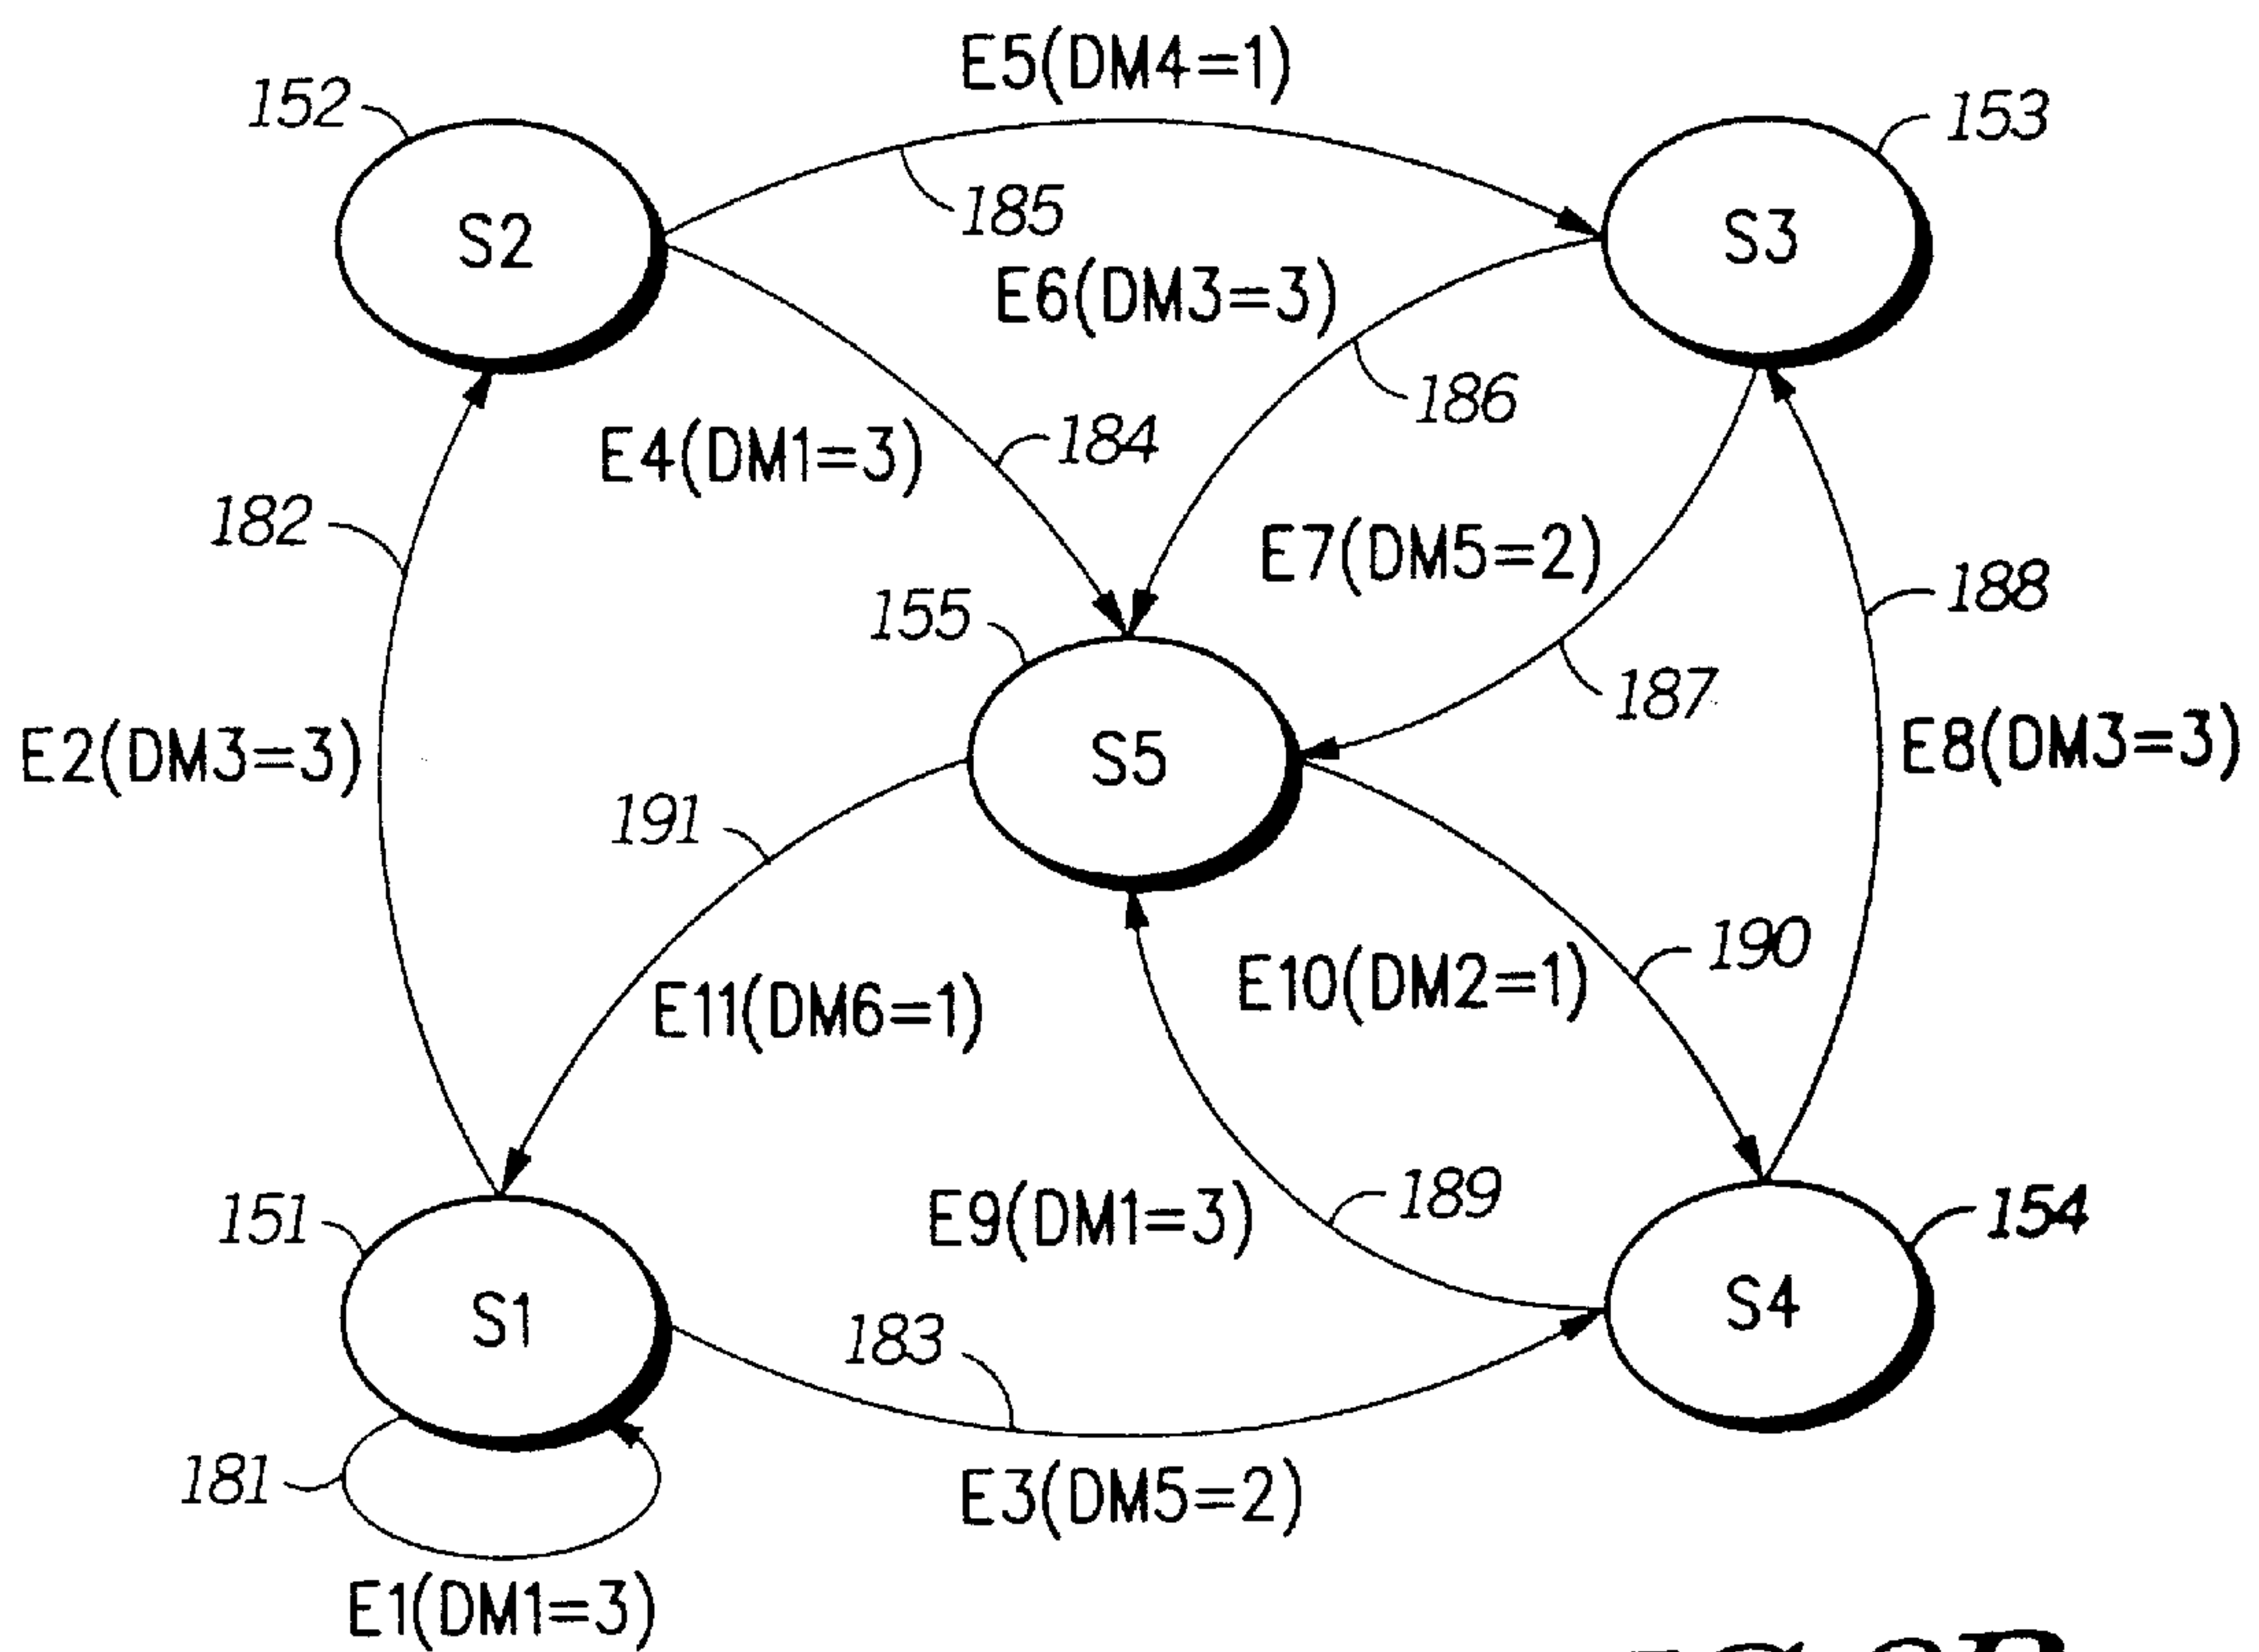 E5(DM4=1)
152
153
185
S2
S3
E6(DM3=3)
186
E4(DM1=3)
184
182
E7(DM5=2)
155
188
187
E2(DM3=3)
S5
E8(DM3=3)
191
190
E11(DM6=1)
E10(DM2=1)
151
E9(DM1=3)
189
154
S1
S4
183
181
E3(DM5=2)
E1(DM1=3)